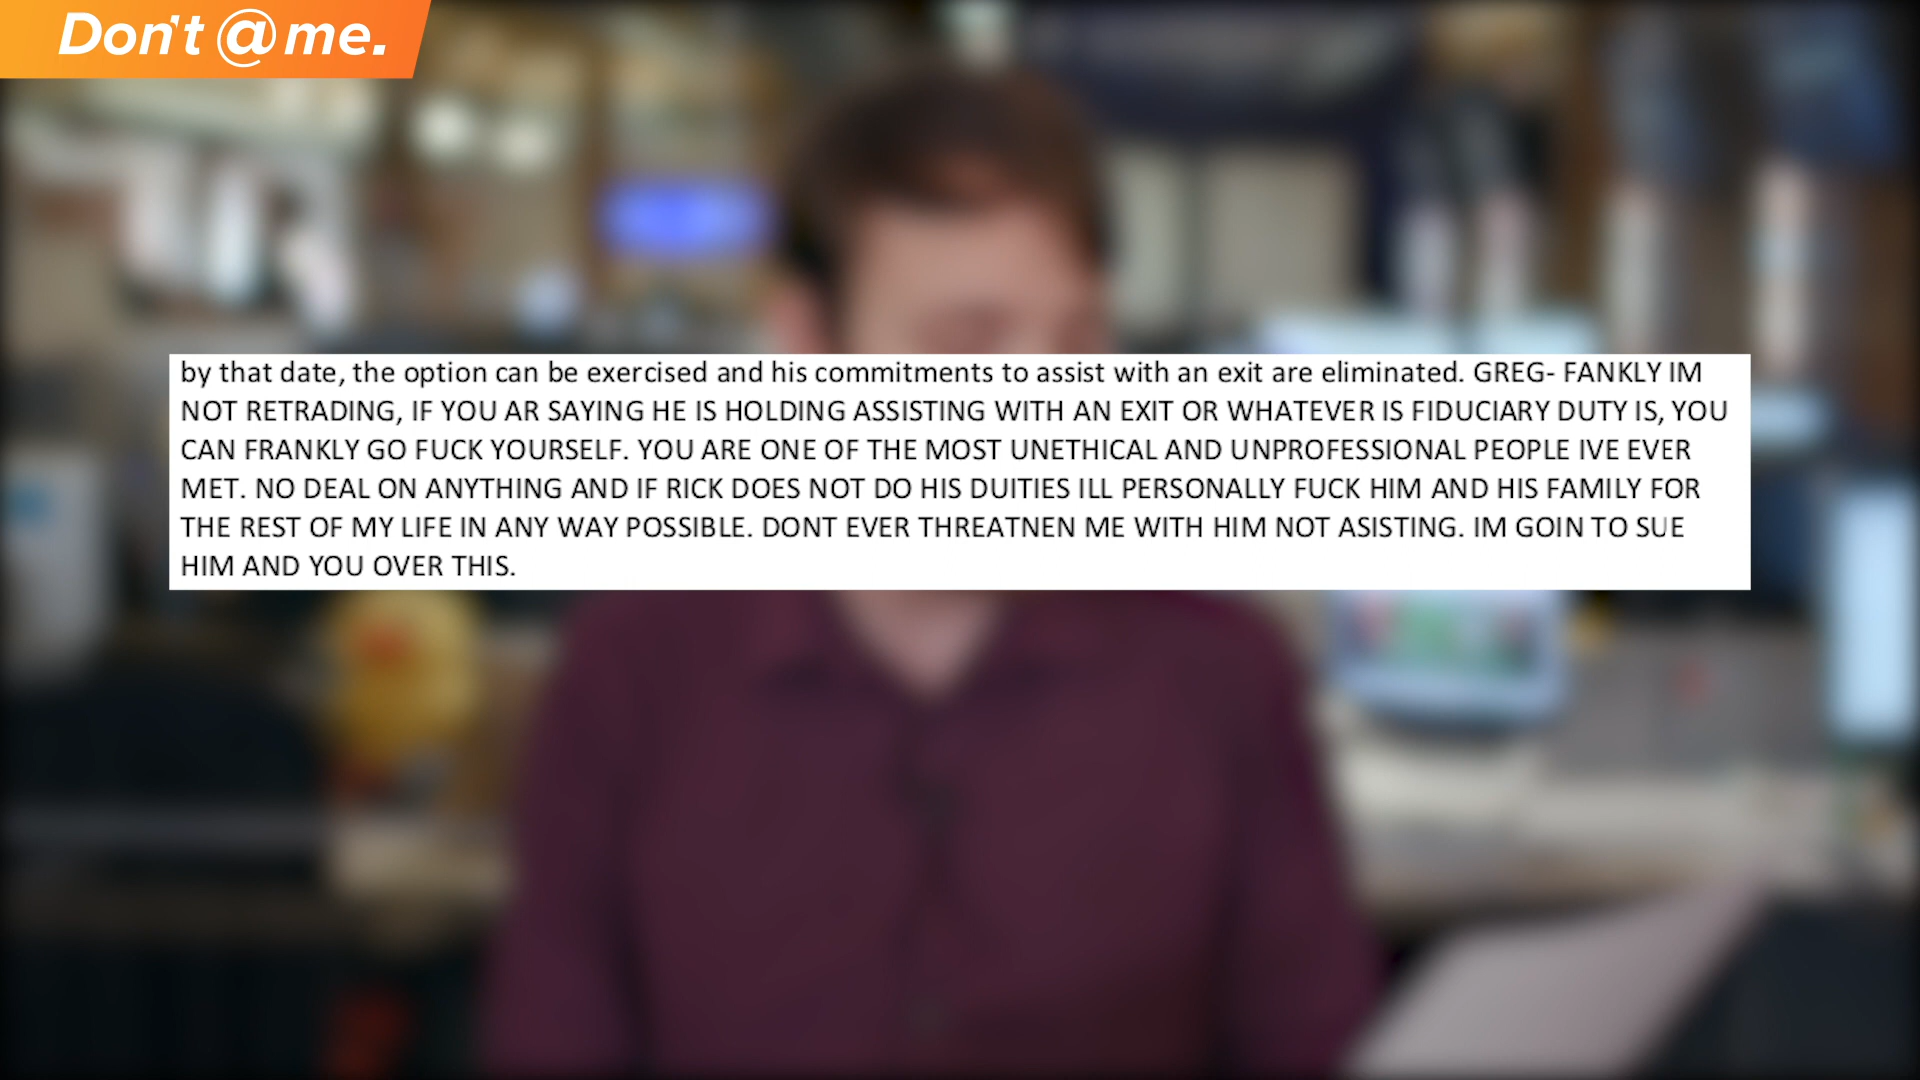 Don't @me.
by that date, the option can be exercised and his commitments to assist with an exit are eliminated. GREG- FANKLY IM
NOT RETRADING, IF YOU AR SAYING HE IS HOLDING ASSISTING WITH AN EXIT OR WHATEVER IS FIDUCIARY DUTY IS, YOU
CAN FRANKLY GO FUCK YOURSELF. YOU ARE ONE OF THE MOST UNETHICAL AND UNPROFESSIONAL PEOPLE IVE EVER
MET. NO DEAL ON ANYTHING AND IF RICK DOES NOT DO HIS DUITIES ILL PERSONALLY FUCK HIM AND HIS FAMILY FOR
THE REST OF MY LIFE IN ANY WAY POSSIBLE. DONT EVER THREATNEN ME WITH HIM NOT ASISTING. IM GOIN TO SUE
HIM AND YOU OVER THIS.